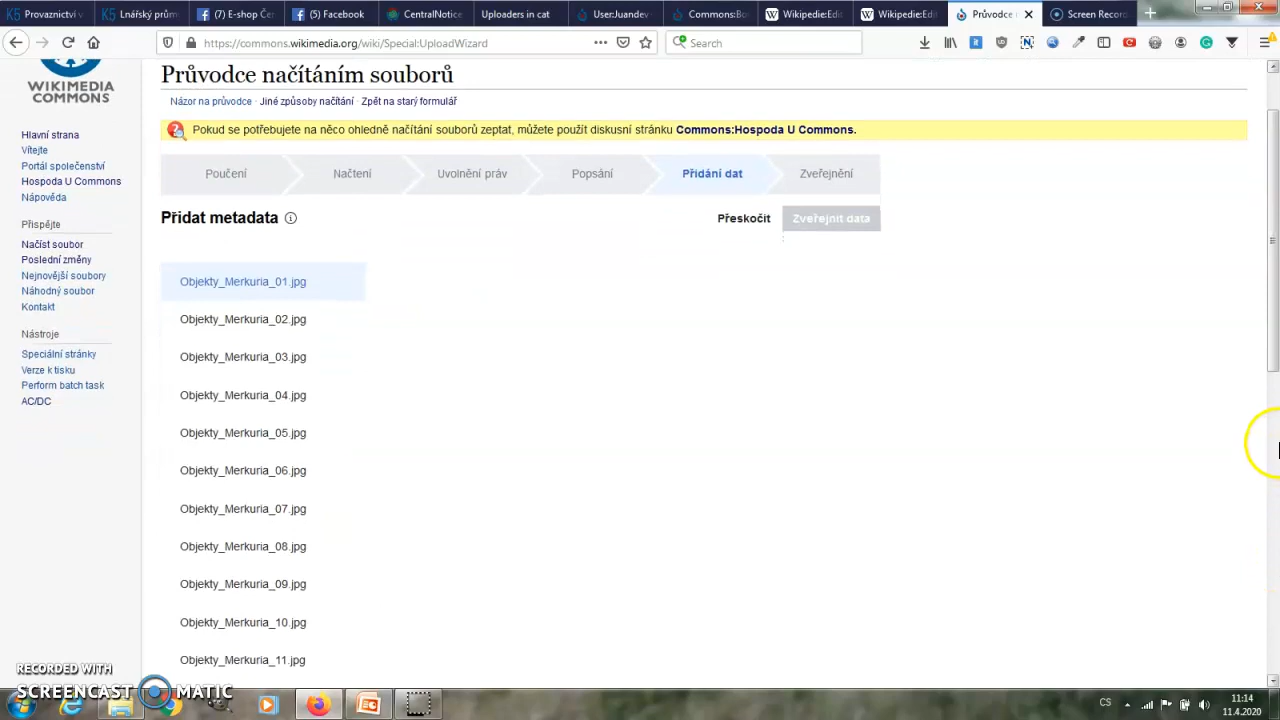 Provaznictví v
Lnářský prům
(7) E-shop Če
(5) Facebook
CentralNotice
Uploaders in cat
User:Juandev
Commons:Bo
Wikipedie:Edi
Wikipedie:Edi
Průvodce
Screen Record
https://commons.wikimedia.org/wiki/Special:UploadWizard
Search
WIKIMEDIA
COMMONS
Hlavní strana
Vítejte
Portál společenství
Hospoda U Commons
Nápověda
Přispějte
Načíst soubor
Poslední změny
Nejnovější soubory
Náhodný soubor
Kontakt
Nástroje
Speciální stránky
Verze k tisku
Perform batch task
AC/DC
Průvodce načítáním souborů
Názor na průvodce · Jiné způsoby načítání · Zpět na starý formulář
Pokud se potřebujete na něco ohledně načítání souborů zeptat, můžete použít diskusní stránku Commons:Hospoda U Commons.
Poučení
Načtení
Uvolnění práv
Popsání
Přidání dat
Zveřejnění
Přidat metadata
Přeskočit
Zveřejnit data
Objekty_Merkuria_01.jpg
Objekty_Merkuria_02.jpg
Objekty_Merkuria_03.jpg
Objekty_Merkuria_04.jpg
Objekty_Merkuria_05.jpg
Objekty_Merkuria_06.jpg
Objekty_Merkuria_07.jpg
Objekty_Merkuria_08.jpg
Objekty_Merkuria_09.jpg
Objekty_Merkuria_10.jpg
Objekty_Merkuria_11.jpg
RECORDED WITH
SCREENCAST MATIC
CS
11:14
11.4.2020